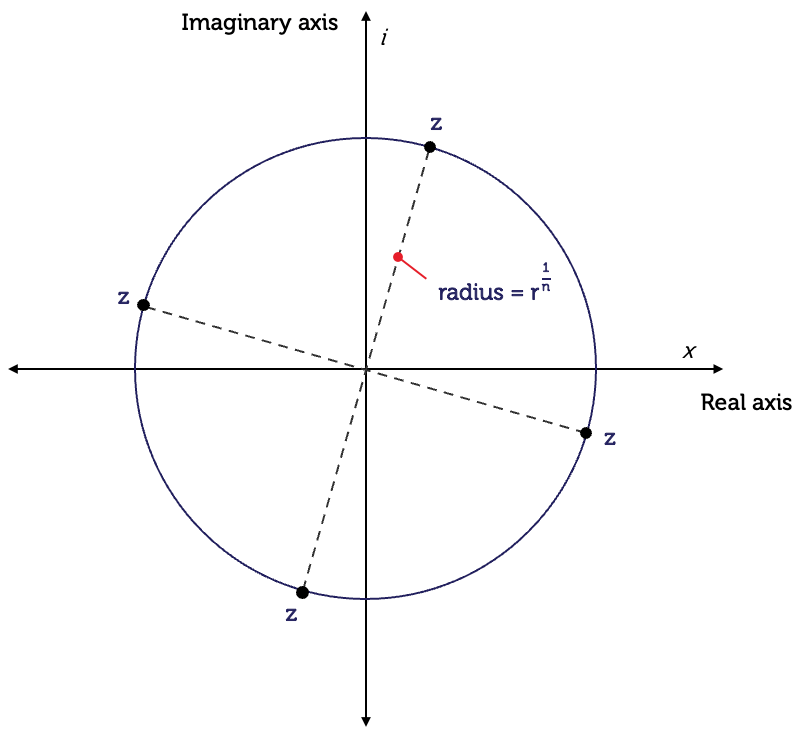 Imaginary axis
i
z
z
radius = r^(1/n)
x
Real axis
z
z